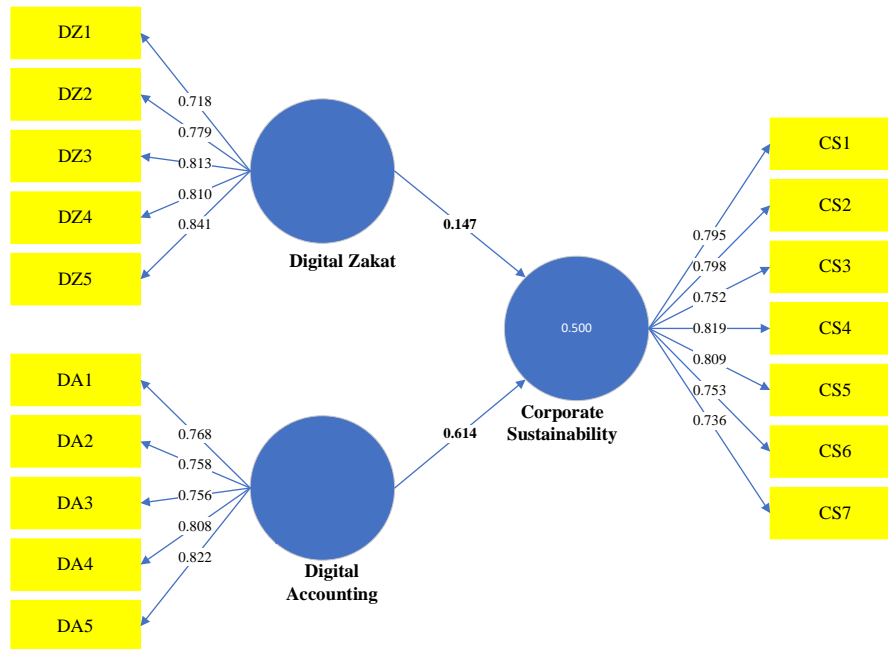 DZ1
DZ2
DZ3
DZ4
DZ5
0.718
0.779
0.813
0.810
0.841
Digital Zakat
0.147
DA1
DA2
DA3
DA4
DA5
0.768
0.758
0.756
0.808
0.822
Digital
Accounting
0.614
0.500
Corporate
Sustainability
0.795
0.798
0.752
0.819
0.809
0.753
0.736
CS1
CS2
CS3
CS4
CS5
CS6
CS7